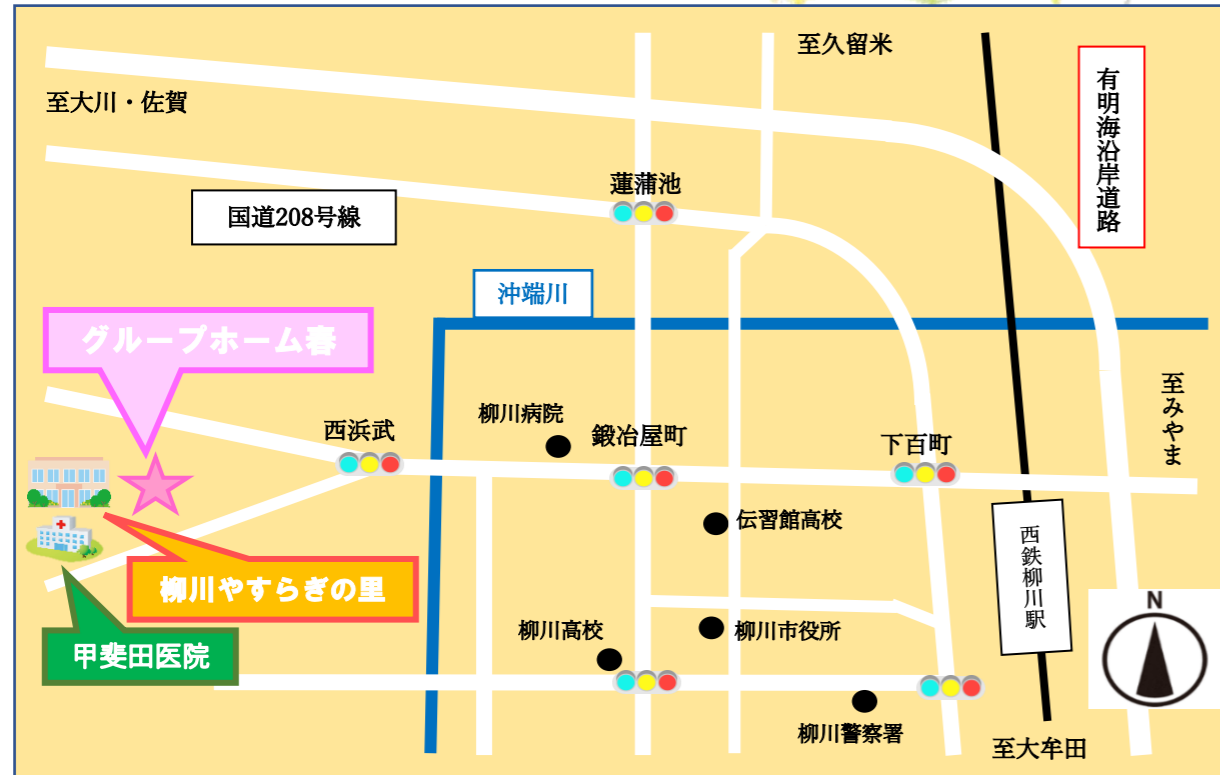 至久留米
有明海沿岸道路
至大川・佐賀
蓮蒲池
国道208号線
沖端川
グループホーム春
至みやま
柳川病院
西浜武
鍛冶屋町
下百町
伝習館高校
西鉄柳川駅
柳川やすらぎの里
N
柳川高校
柳川市役所
甲斐田医院
柳川警察署
至大牟田